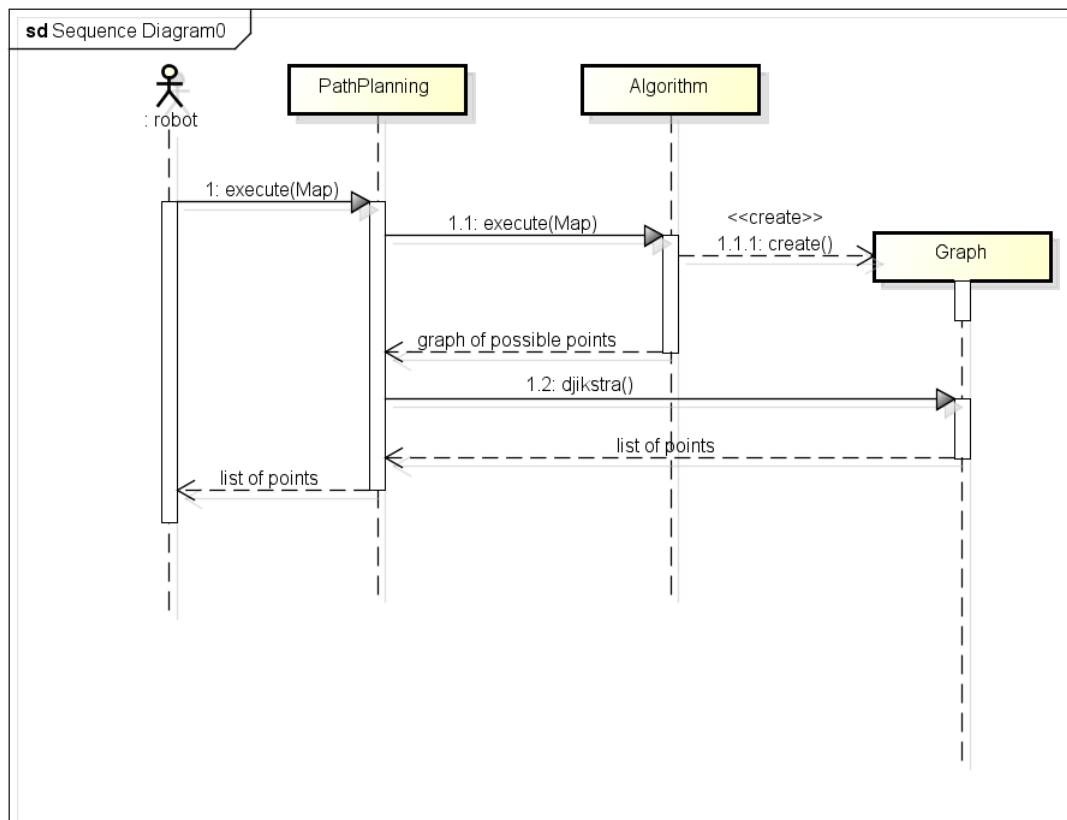 sd Sequence Diagram0
PathPlanning
Algorithm
: robot
1: execute(Map)
1.1: execute(Map)
<<create>>
1.1.1: create()
Graph
graph of possible points
1.2: djikstra()
list of points
list of points